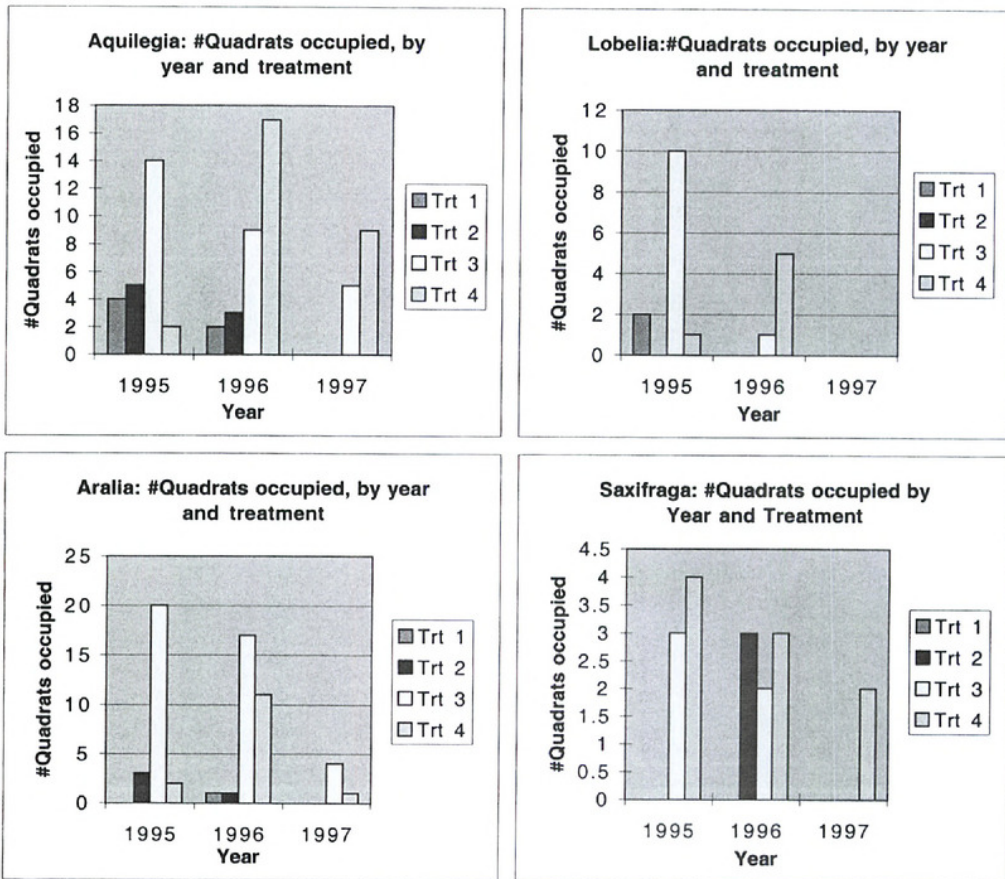 Aquilegia: #Quadrats occupied, by
year and treatment
#Quadrats occupied
18
16
14
12
10
8
6
4
2
0
1995 1996 1997
Year
Trt 1
Trt 2
Trt 3
Trt 4
Lobelia:#Quadrats occupied, by year
and treatment
#Quadrats occupied
12
10
8
6
4
2
0
1995 1996 1997
Year
Trt 1
Trt 2
Trt 3
Trt 4
Aralia: #Quadrats occupied, by year
and treatment
#Quadrats occupied
25
20
15
10
5
0
1995 1996 1997
Year
Trt 1
Trt 2
Trt 3
Trt 4
Saxifraga: #Quadrats occupied by
Year and Treatment
#Quadrats occupied
4.5
4
3.5
3
2.5
2
1.5
1
0.5
0
1995 1996 1997
Year
Trt 1
Trt 2
Trt 3
Trt 4